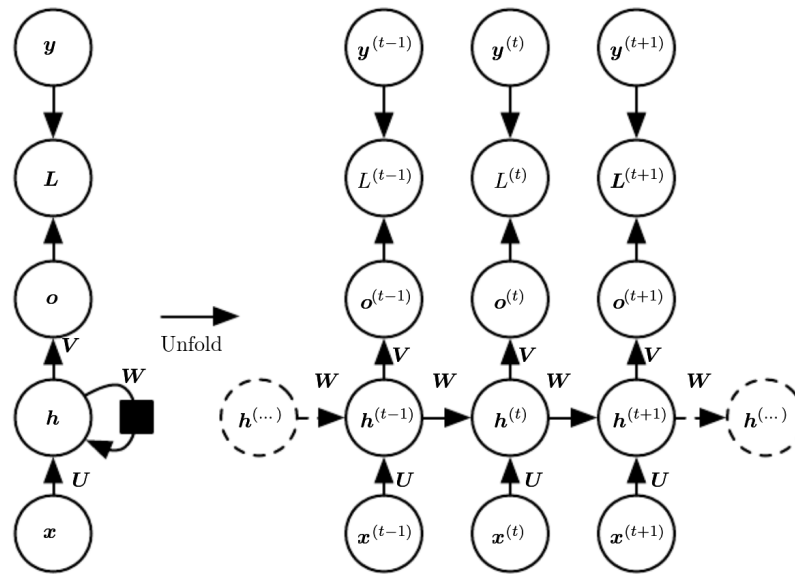 y y^(t−1) y^(t) y^(t+1)
L L^(t−1) L^(t) L^(t+1)
o o^(t−1) o^(t) o^(t+1)
Unfold
V V V V
W W W W W
h h^(...) h^(t−1) h^(t) h^(t+1) h^(...)
U U U U
x x^(t−1) x^(t) x^(t+1)